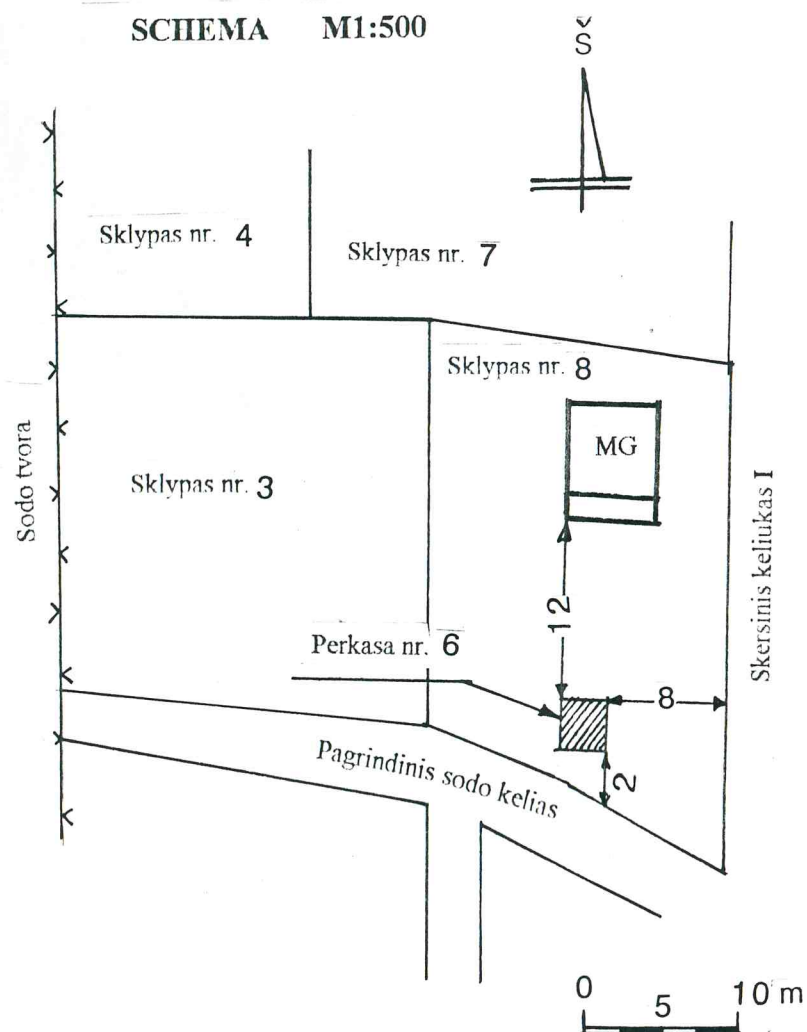 SCHEMA M1:500
Š
Sklypas nr. 4
Sklypas nr. 7
Sklypas nr. 8
MG
Sodo tvora
Sklypas nr. 3
Skersinis keliukas I
12
Perkasa nr. 6
8
2
Pagrindinis sodo kelias
0 5 10 m